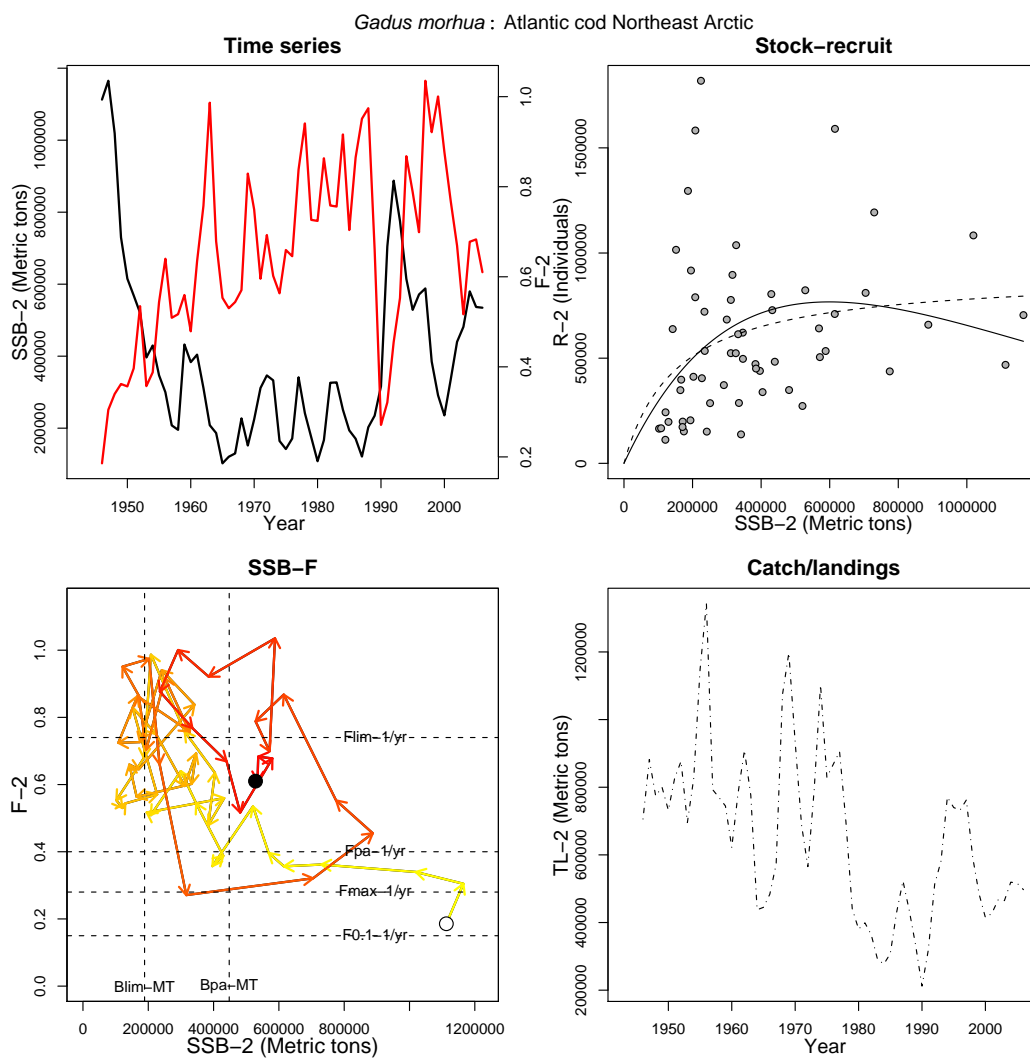 Gadus morhua : Atlantic cod Northeast Arctic
Time series
SSB−2 (Metric tons)
200000 400000 600000 800000 1000000
F−2
0.2 0.4 0.6 0.8 1.0
1950 1960 1970 1980 1990 2000
Year
Stock−recruit
R−2 (Individuals)
0 500000 1000000 1500000
0 200000 400000 600000 800000 1000000
SSB−2 (Metric tons)
SSB−F
F−2
0.0 0.2 0.4 0.6 0.8 1.0
Flim−1/yr
Fpa−1/yr
Fmax−1/yr
F0.1−1/yr
Blim−MT Bpa−MT
0 200000 400000 600000 800000 1200000
SSB−2 (Metric tons)
Catch/landings
TL−2 (Metric tons)
200000 400000 600000 800000 1200000
1950 1960 1970 1980 1990 2000
Year